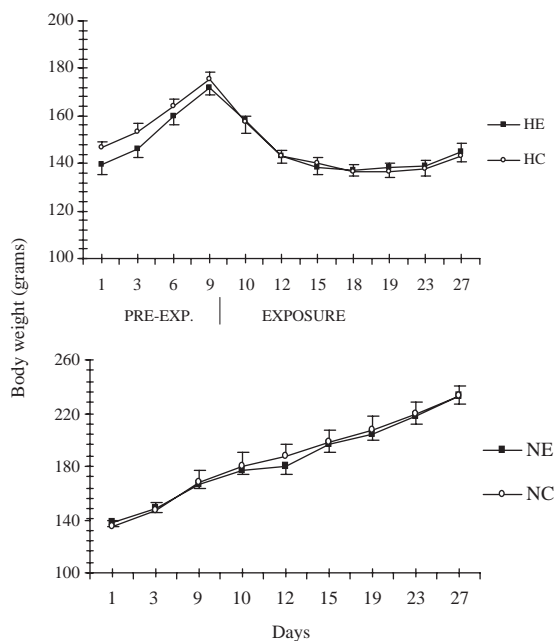 Body weight (grams)
200
180
160
140
120
100
1 3 6 9 10 12 15 18 19 23 27
PRE-EXP. | EXPOSURE
HE
HC
260
220
180
140
100
1 3 9 10 12 15 19 23 27
Days
NE
NC